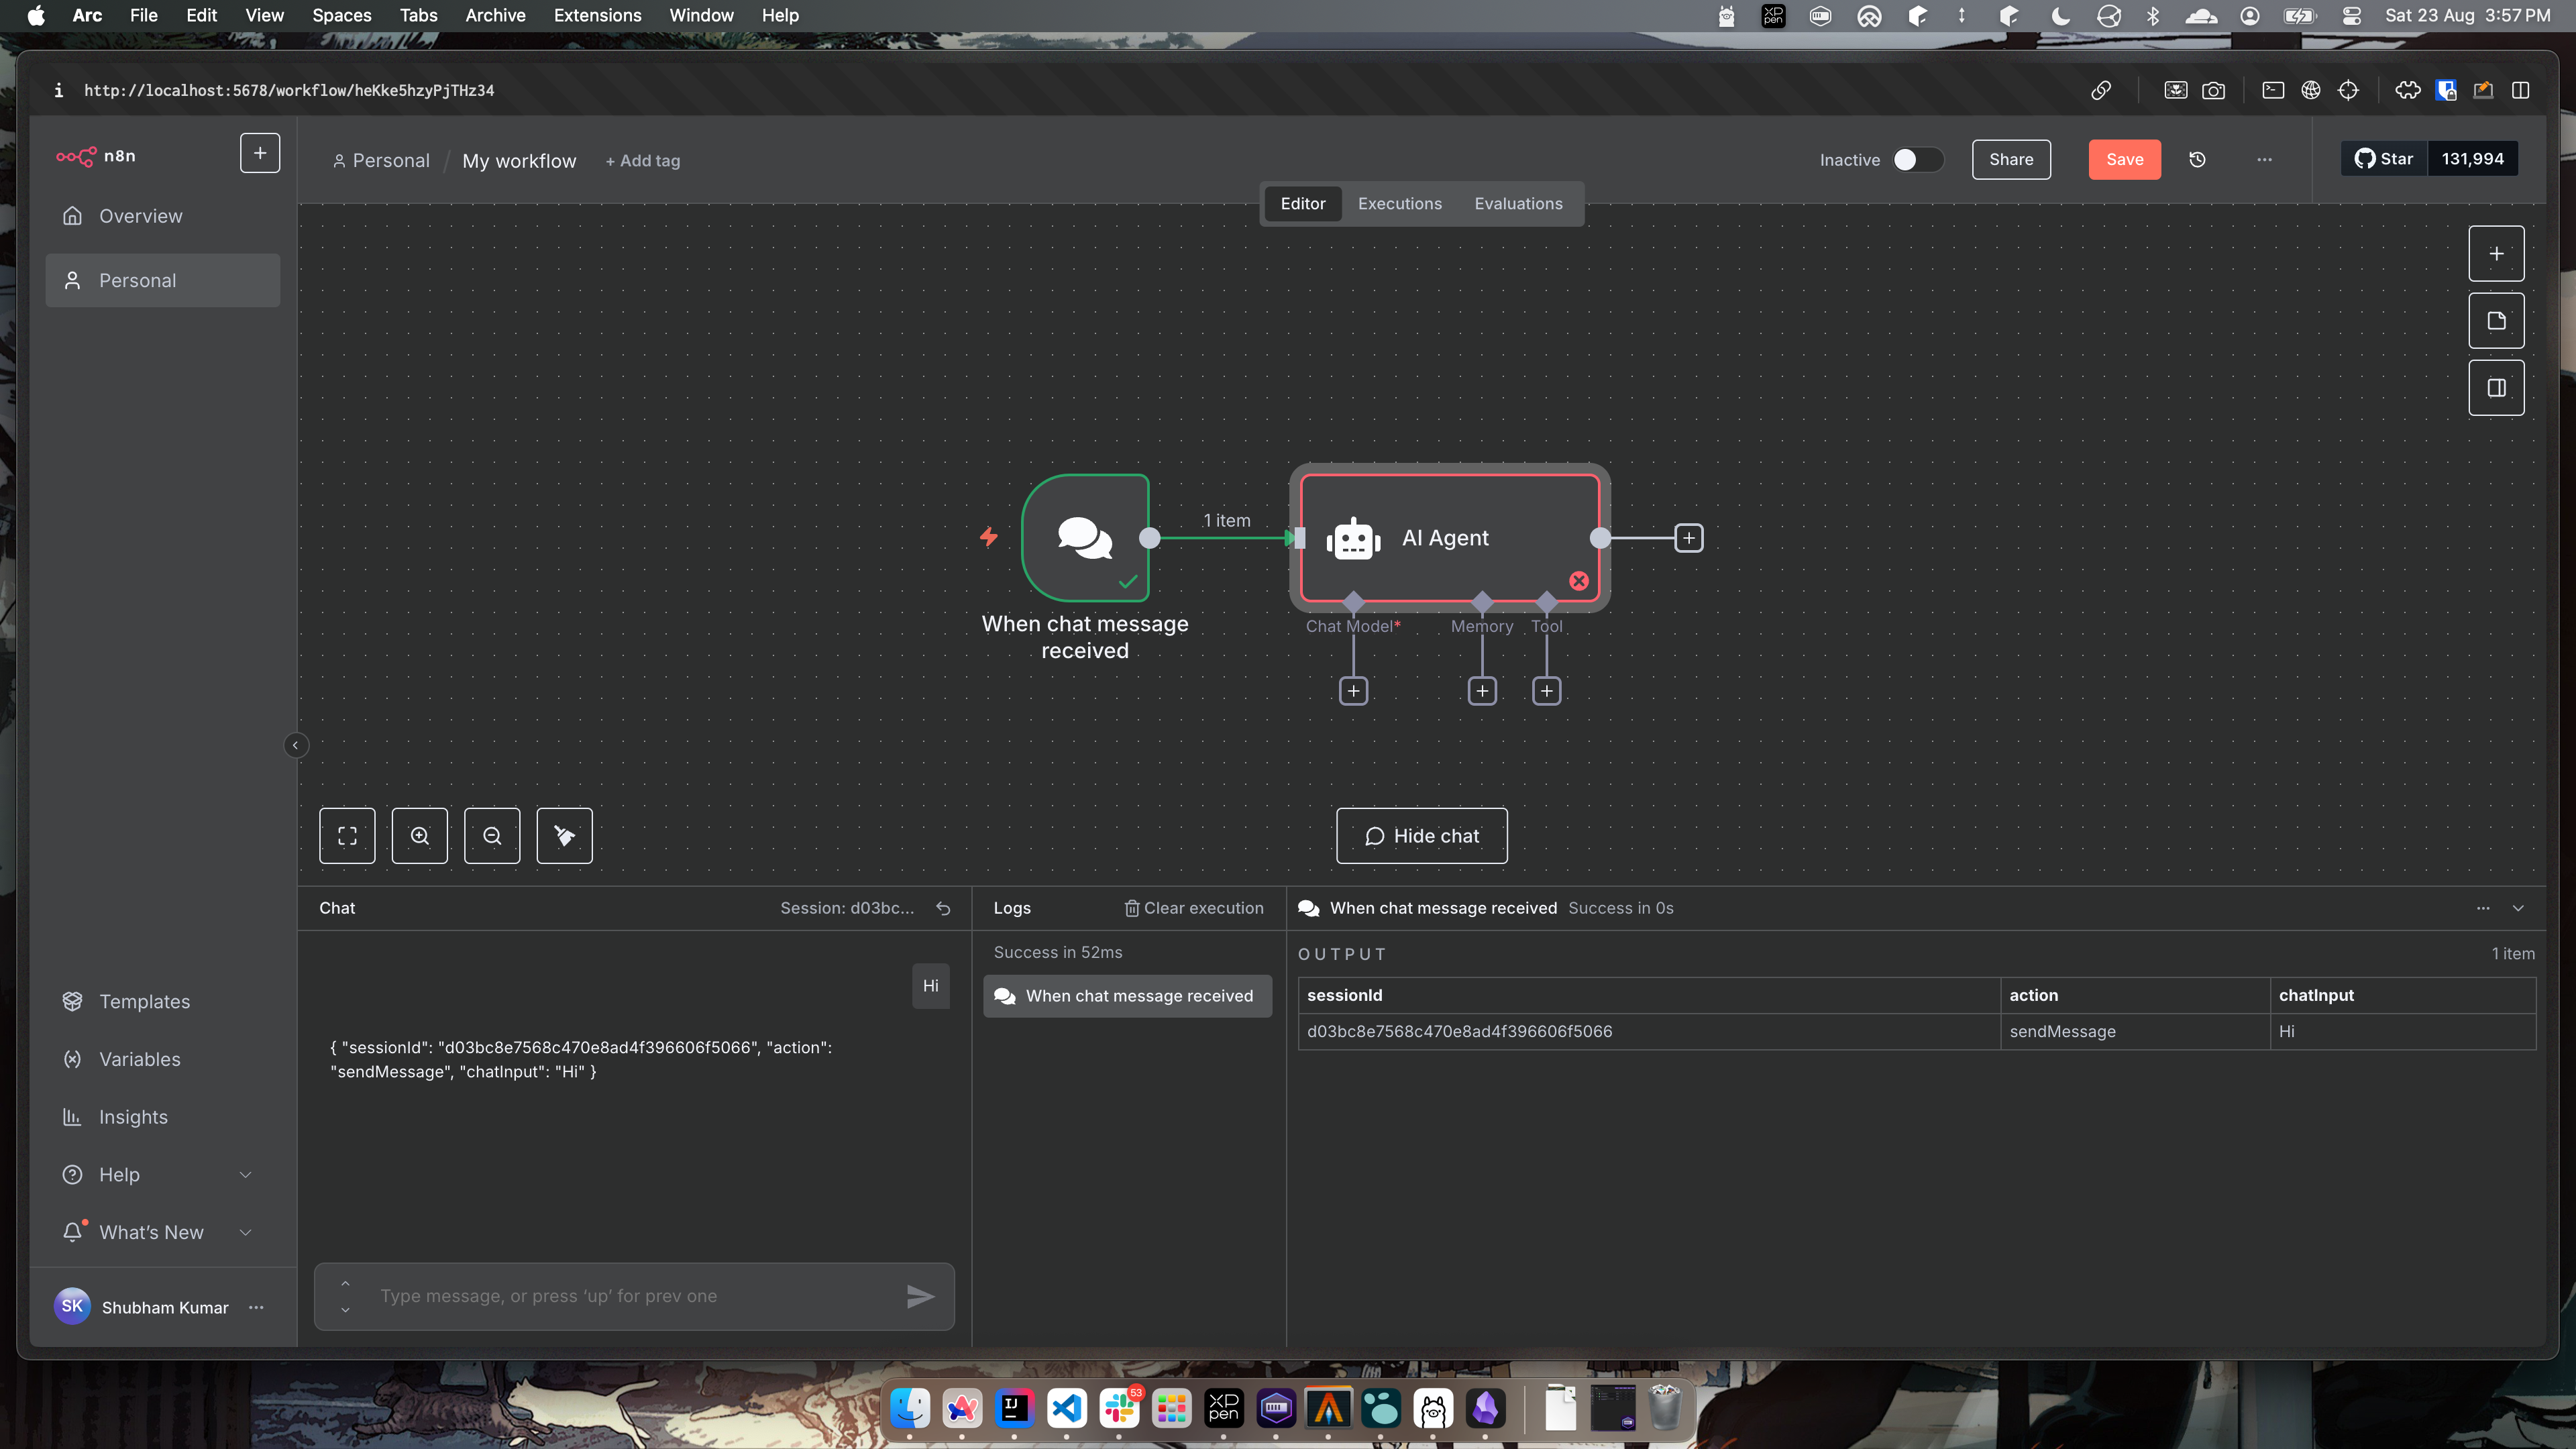 Arc File Edit View Spaces Tabs Archive Extensions Window Help
XP pen
Sat 23 Aug 3:57 PM
http://localhost:5678/workflow/heKke5hzyPjTHz34
n8n
Personal / My workflow + Add tag
Inactive
Share
Save
Star 131,994
Overview
Personal
Editor Executions Evaluations
1 item
AI Agent
When chat message
received
Chat Model*
Memory
Tool
Hide chat
Templates
Variables
Insights
Help
What’s New
SK Shubham Kumar
Chat
Session: d03bc...
Hi
{ "sessionId": "d03bc8e7568c470e8ad4f396606f5066", "action":
"sendMessage", "chatInput": "Hi" }
Type message, or press ‘up’ for prev one
Logs
Clear execution
Success in 52ms
When chat message received
When chat message received Success in 0s
OUTPUT
1 item
sessionId action chatInput
d03bc8e7568c470e8ad4f396606f5066 sendMessage Hi
IJ
53
XP pen